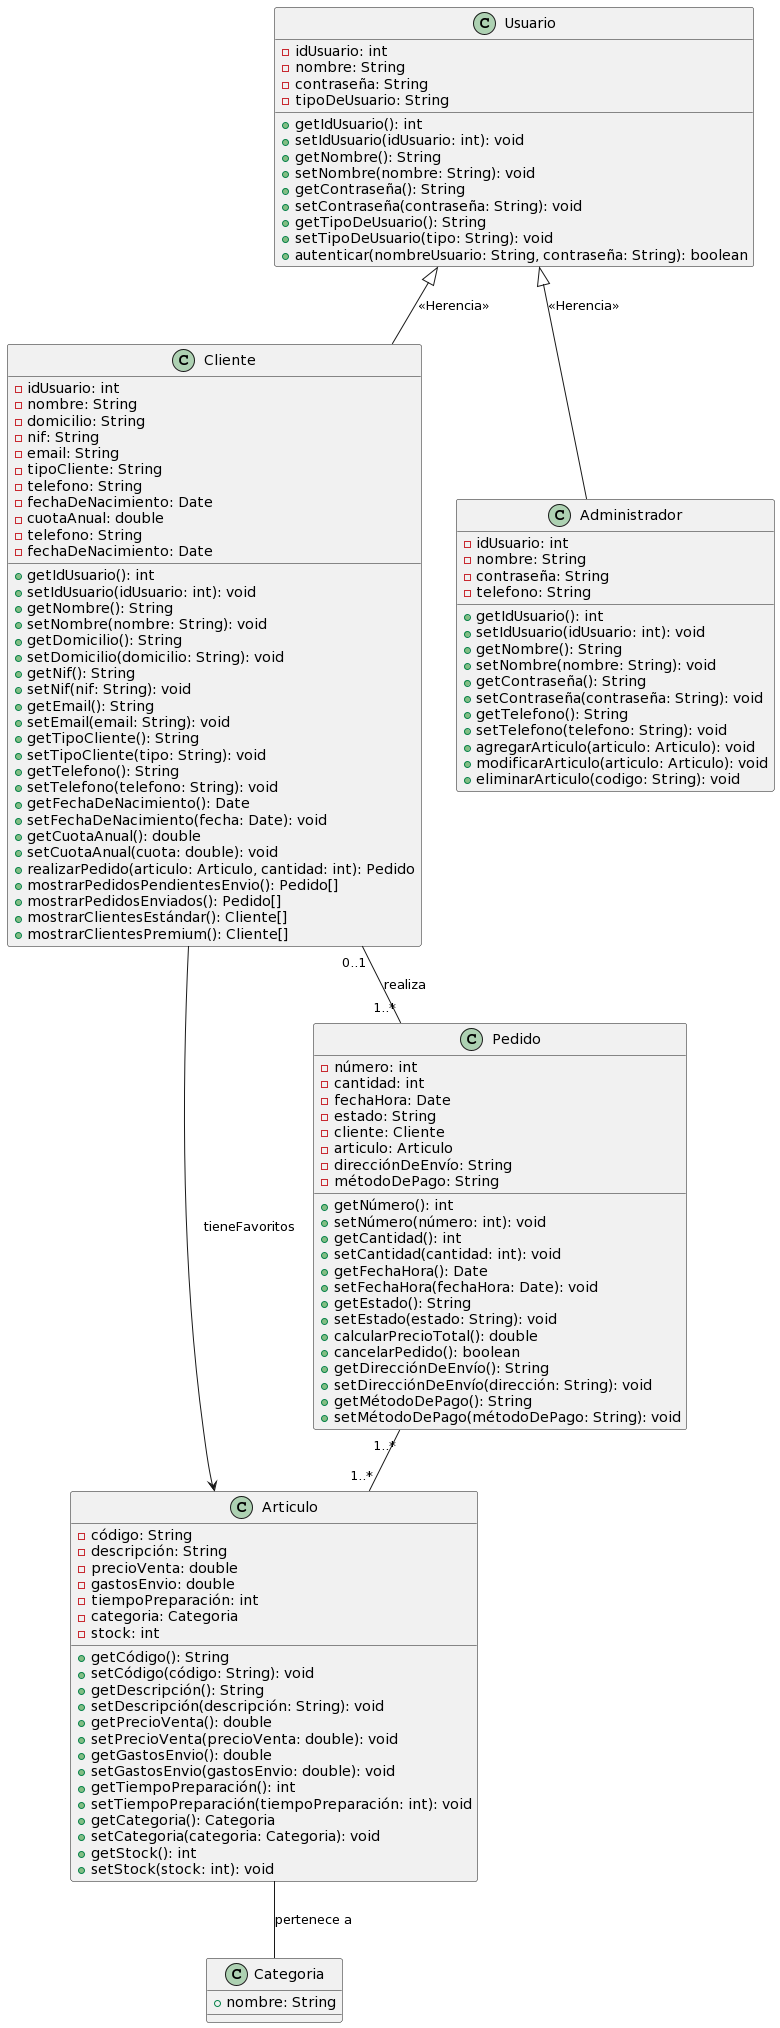 C Usuario
idUsuario: int
nombre: String
contraseña: String
tipoDeUsuario: String
getIdUsuario(): int
setIdUsuario(idUsuario: int): void
getNombre(): String
setNombre(nombre: String): void
getContraseña(): String
setContraseña(contraseña: String): void
getTipoDeUsuario(): String
setTipoDeUsuario(tipo: String): void
autenticar(nombreUsuario: String, contraseña: String): boolean
«Herencia»
«Herencia»
C Cliente
idUsuario: int
nombre: String
domicilio: String
nif: String
email: String
tipoCliente: String
telefono: String
fechaDeNacimiento: Date
cuotaAnual: double
telefono: String
fechaDeNacimiento: Date
getIdUsuario(): int
setIdUsuario(idUsuario: int): void
getNombre(): String
setNombre(nombre: String): void
getDomicilio(): String
setDomicilio(domicilio: String): void
getNif(): String
setNif(nif: String): void
getEmail(): String
setEmail(email: String): void
getTipoCliente(): String
setTipoCliente(tipo: String): void
getTelefono(): String
setTelefono(telefono: String): void
getFechaDeNacimiento(): Date
setFechaDeNacimiento(fecha: Date): void
getCuotaAnual(): double
setCuotaAnual(cuota: double): void
realizarPedido(articulo: Articulo, cantidad: int): Pedido
mostrarPedidosPendientesEnvio(): Pedido[]
mostrarPedidosEnviados(): Pedido[]
mostrarClientesEstándar(): Cliente[]
mostrarClientesPremium(): Cliente[]
C Administrador
idUsuario: int
nombre: String
contraseña: String
telefono: String
getIdUsuario(): int
setIdUsuario(idUsuario: int): void
getNombre(): String
setNombre(nombre: String): void
getContraseña(): String
setContraseña(contraseña: String): void
getTelefono(): String
setTelefono(telefono: String): void
agregarArticulo(articulo: Articulo): void
modificarArticulo(articulo: Articulo): void
eliminarArticulo(codigo: String): void
0..1
realiza
1..*
C Pedido
número: int
cantidad: int
fechaHora: Date
estado: String
cliente: Cliente
articulo: Articulo
direcciónDeEnvío: String
métodoDePago: String
getNúmero(): int
setNúmero(número: int): void
getCantidad(): int
setCantidad(cantidad: int): void
getFechaHora(): Date
setFechaHora(fechaHora: Date): void
getEstado(): String
setEstado(estado: String): void
calcularPrecioTotal(): double
cancelarPedido(): boolean
getDirecciónDeEnvío(): String
setDirecciónDeEnvío(dirección: String): void
getMétodoDePago(): String
setMétodoDePago(métodoDePago: String): void
tieneFavoritos
1..*
1..*
C Articulo
código: String
descripción: String
precioVenta: double
gastosEnvio: double
tiempoPreparación: int
categoria: Categoria
stock: int
getCódigo(): String
setCódigo(código: String): void
getDescripción(): String
setDescripción(descripción: String): void
getPrecioVenta(): double
setPrecioVenta(precioVenta: double): void
getGastosEnvio(): double
setGastosEnvio(gastosEnvio: double): void
getTiempoPreparación(): int
setTiempoPreparación(tiempoPreparación: int): void
getCategoria(): Categoria
setCategoria(categoria: Categoria): void
getStock(): int
setStock(stock: int): void
pertenece a
C Categoria
nombre: String